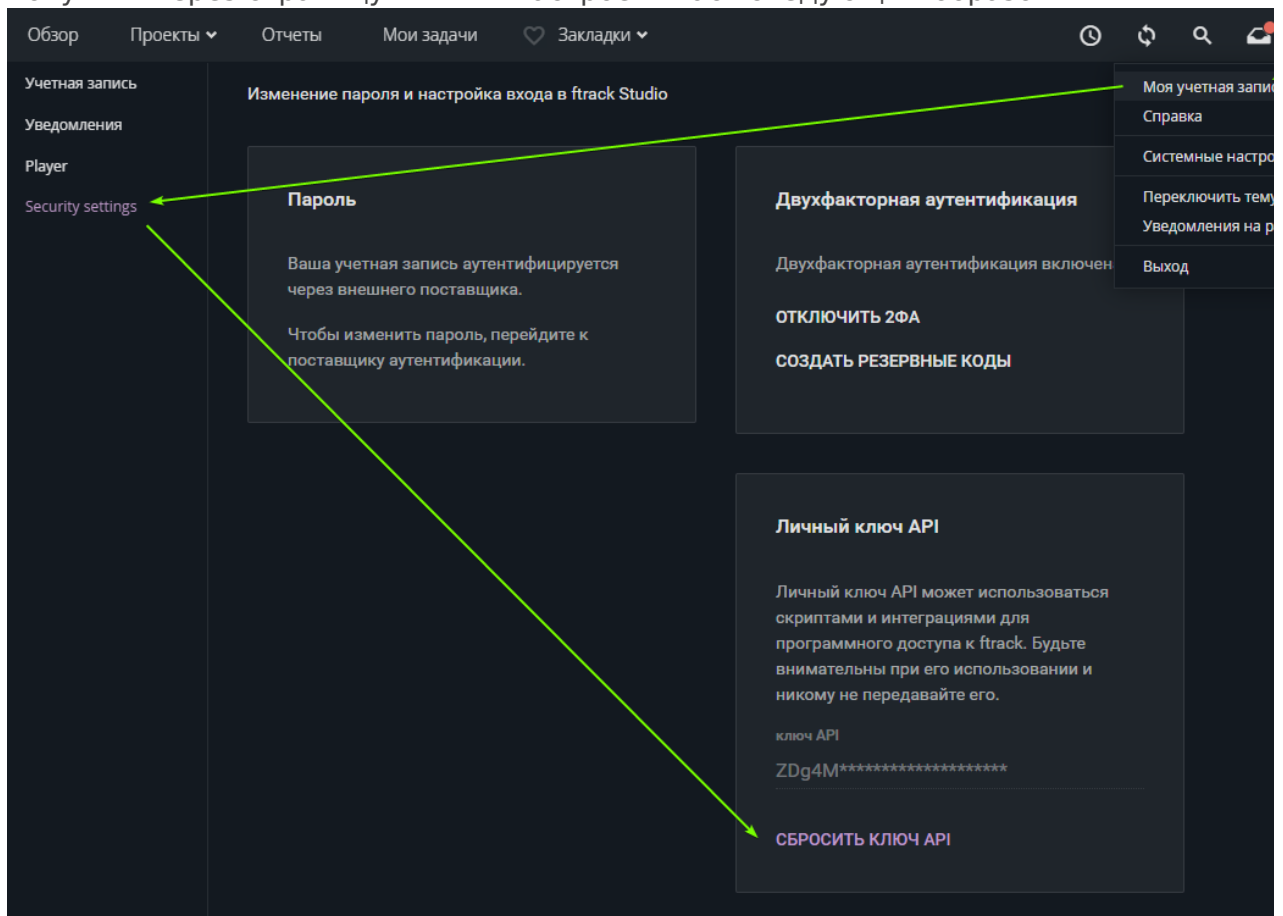 Обзор
Проекты
Отчеты
Мои задачи
Закладки
Учетная запись
Уведомления
Player
Security settings
Изменение пароля и настройка входа в ftrack Studio
Моя учетная
Справка
Системные
Переключить тему
Уведомления на
Выход
Пароль
Ваша учетная запись аутентифицируется
через внешнего поставщика.
Чтобы изменить пароль, перейдите к
поставщику аутентификации.
Двухфакторная аутентификация
Двухфакторная аутентификация
ОТКЛЮЧИТЬ 2ФА
СОЗДАТЬ РЕЗЕРВНЫЕ КОДЫ
Личный ключ API
Личный ключ API может использоваться
скриптами и интеграциями для
программного доступа к ftrack. Будьте
внимательны при его использовании и
никому не передавайте его.
ключ API
ZDg4M********************
СБРОСИТЬ КЛЮЧ API